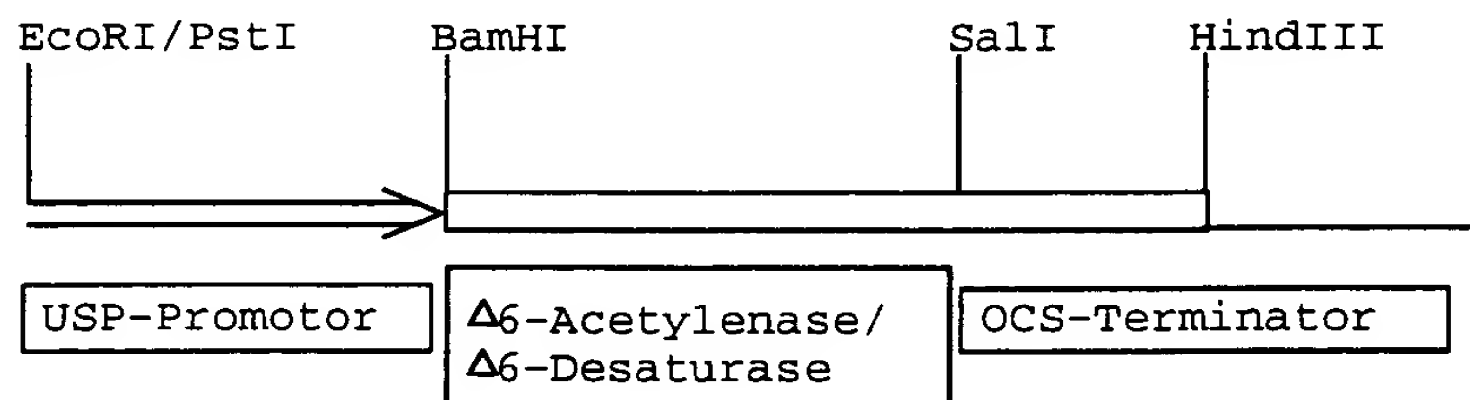 EcoRI/PstI BamHI SalI HindIII
USP-Promotor
Δ6-Acetylenase/
Δ6-Desaturase
OCS-Terminator